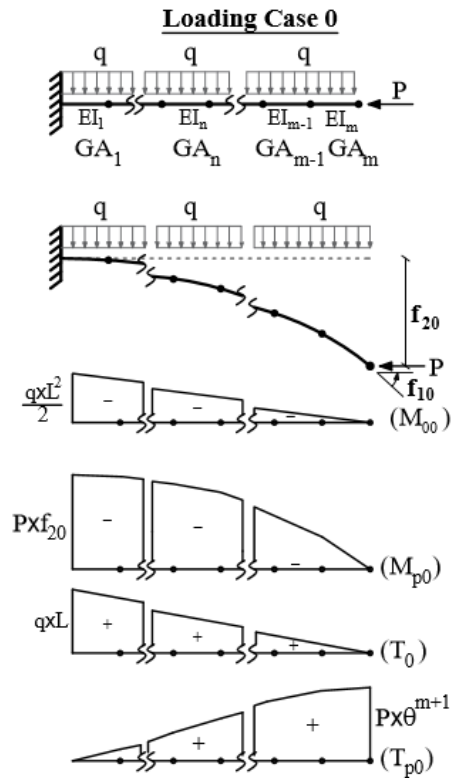 Loading Case 0
q q q
P
EI₁ EIₙ EIₘ₋₁ EIₘ
GA₁ GAₙ GAₘ₋₁ GAₘ
q q q
f₂₀
P
f₁₀
qxL²/2 − − − (M₀₀)
Pxf₂₀ − − − (Mₚ₀)
qxL + + + (T₀)
+ + Pxθᵐ⁺¹
(Tₚ₀)